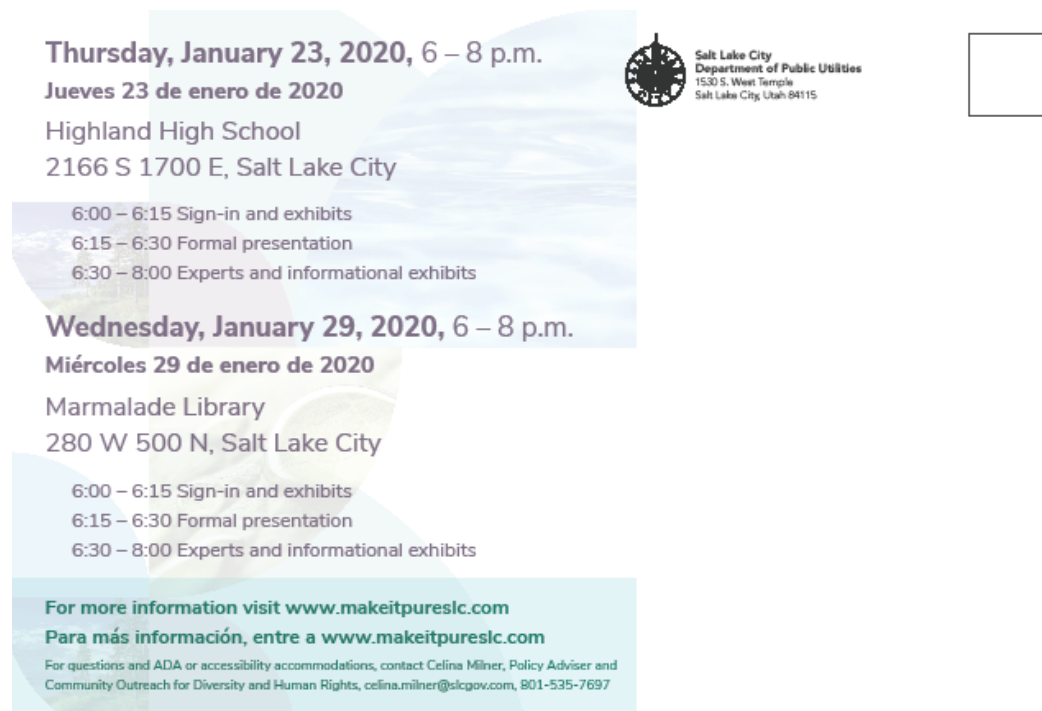 Thursday, January 23, 2020, 6 – 8 p.m.
Jueves 23 de enero de 2020
Highland High School
2166 S 1700 E, Salt Lake City
6:00 – 6:15 Sign-in and exhibits
6:15 – 6:30 Formal presentation
6:30 – 8:00 Experts and informational exhibits
Wednesday, January 29, 2020, 6 – 8 p.m.
Miércoles 29 de enero de 2020
Marmalade Library
280 W 500 N, Salt Lake City
6:00 – 6:15 Sign-in and exhibits
6:15 – 6:30 Formal presentation
6:30 – 8:00 Experts and informational exhibits
For more information visit www.makeitpureslc.com
Para más información, entre a www.makeitpureslc.com
For questions and ADA or accessibility accommodations, contact Celina Milner, Policy Adviser and
Community Outreach for Diversity and Human Rights, celina.milner@slcgov.com, 801-535-7697
Salt Lake City
Department of Public Utilities
1530 S. West Temple
Salt Lake City, Utah 84115